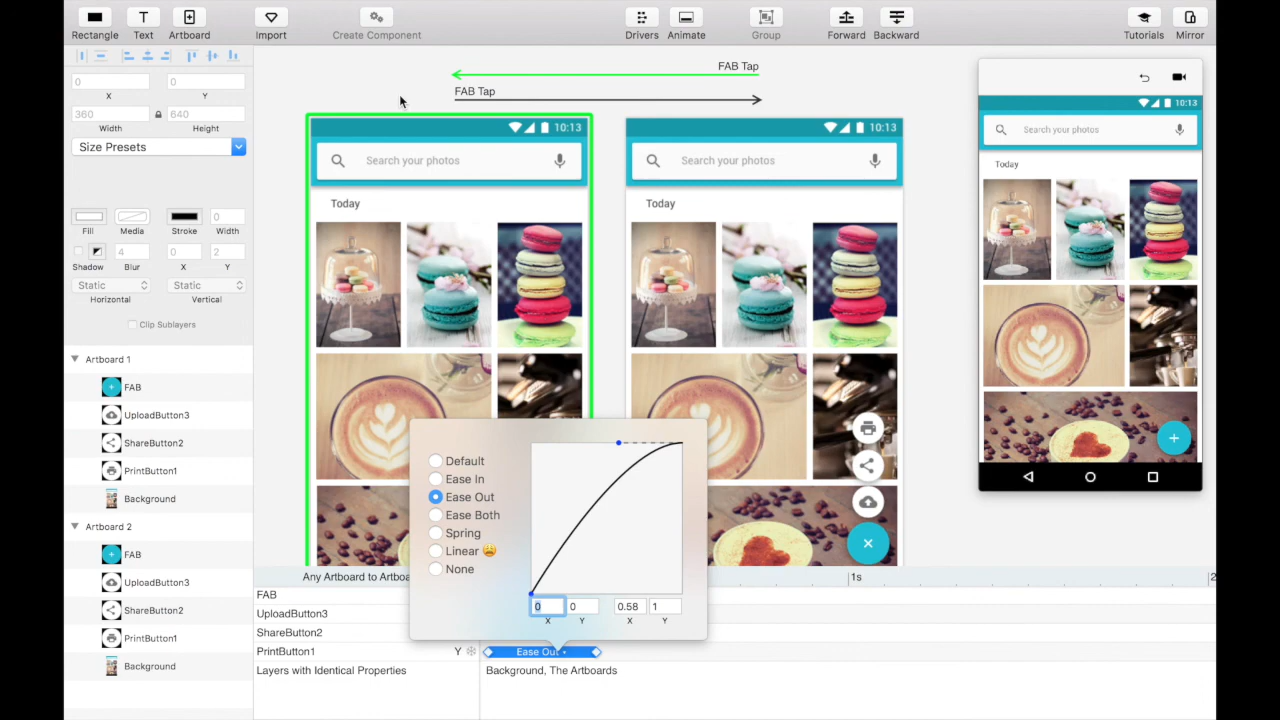 Rectangle Text Artboard Import Create Component Drivers Animate Group Forward Backward Tutorials Mirror
0 0
X Y
360 640
Width Height
Size Presets
0
Fill Media Stroke Width
4 0 2
Shadow Blur X Y
Static Static
Horizontal Vertical
Clip Sublayers
Artboard 1
FAB
UploadButton3
ShareButton2
PrintButton1
Background
Artboard 2
FAB
UploadButton3
ShareButton2
PrintButton1
Background
FAB Tap
FAB Tap
10:13
Search your photos
Today
10:13
Search your photos
Today
10:13
Search your photos
Today
Default
Ease In
Ease Out
Ease Both
Spring
Linear 😩
None
0 0 0.58 1
X Y X Y
Any Artboard to Artboa 1s 2
FAB
UploadButton3
ShareButton2
PrintButton1 Y Ease Out
Layers with Identical Properties Background, The Artboards